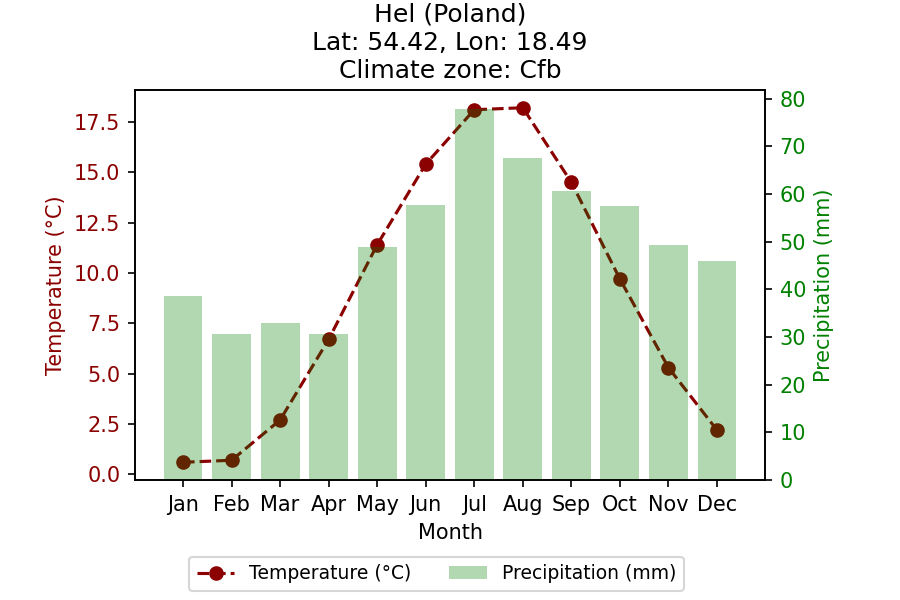 Hel (Poland)
Lat: 54.42, Lon: 18.49
Climate zone: Cfb
Temperature (°C)
17.5
15.0
12.5
10.0
7.5
5.0
2.5
0.0
80
70
60
50
40
30
20
10
0
Precipitation (mm)
Jan Feb Mar Apr May Jun Jul Aug Sep Oct Nov Dec
Month
Temperature (°C) Precipitation (mm)